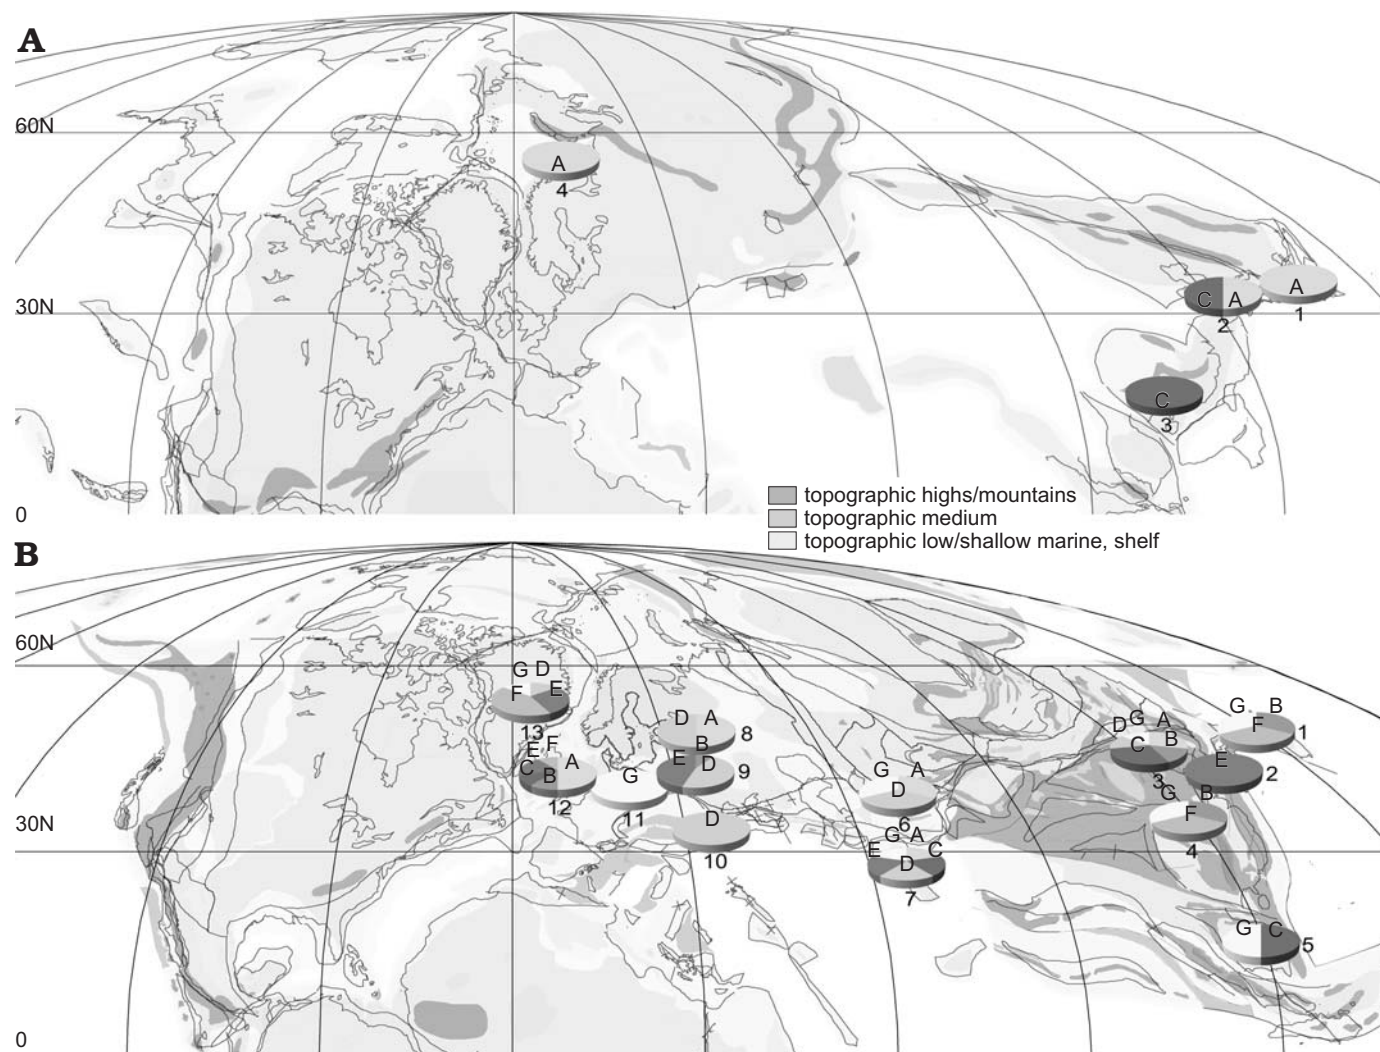 A
60N
A
4
30N
C A
2
A
1
C
3
0
topographic highs/mountains
topographic medium
topographic low/shallow marine, shelf
B
60N
G D
F E
13
D A
8
B
E D
9
E F
C B A
12
G
11
D
10
G A
D
6
G A
E D C
7
D G A
C B
3
G B
F
1
E
2
G B
F
4
G C
5
30N
0